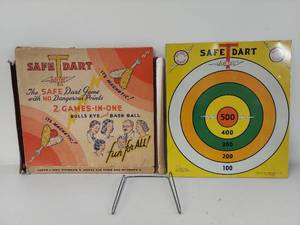 SAFE T DART
IT'S MAGNETIC!
The SAFE Dart Game
with NO Dangerous Points
2 GAMES-IN-ONE
BULLS EYE and BASE BALL
IT'S MAGNETIC!
fun for ALL!
SAFE T DART
500
400
300
200
100